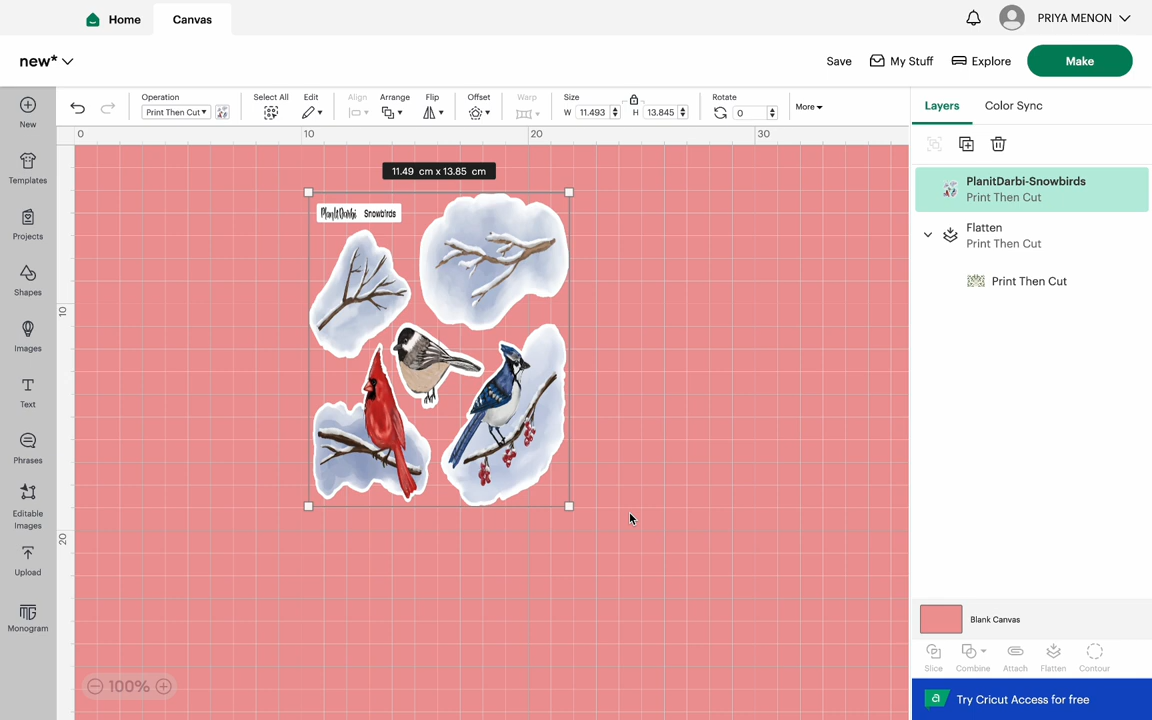 Home
Canvas
PRIYA MENON
new*
Save
My Stuff
Explore
Make
New
Templates
Projects
Shapes
Images
Text
Phrases
Editable
Images
Upload
Monogram
Operation
Print Then Cut
Select All
Edit
Align
Arrange
Flip
Offset
Warp
Size
W 11.493
H 13.845
Rotate
0
More
0
10
20
30
10
20
11.49 cm x 13.85 cm
PlanitDarbi Snowbirds
100%
Layers
Color Sync
PlanitDarbi-Snowbirds
Print Then Cut
Flatten
Print Then Cut
Print Then Cut
Blank Canvas
Slice
Combine
Attach
Flatten
Contour
a
Try Cricut Access for free